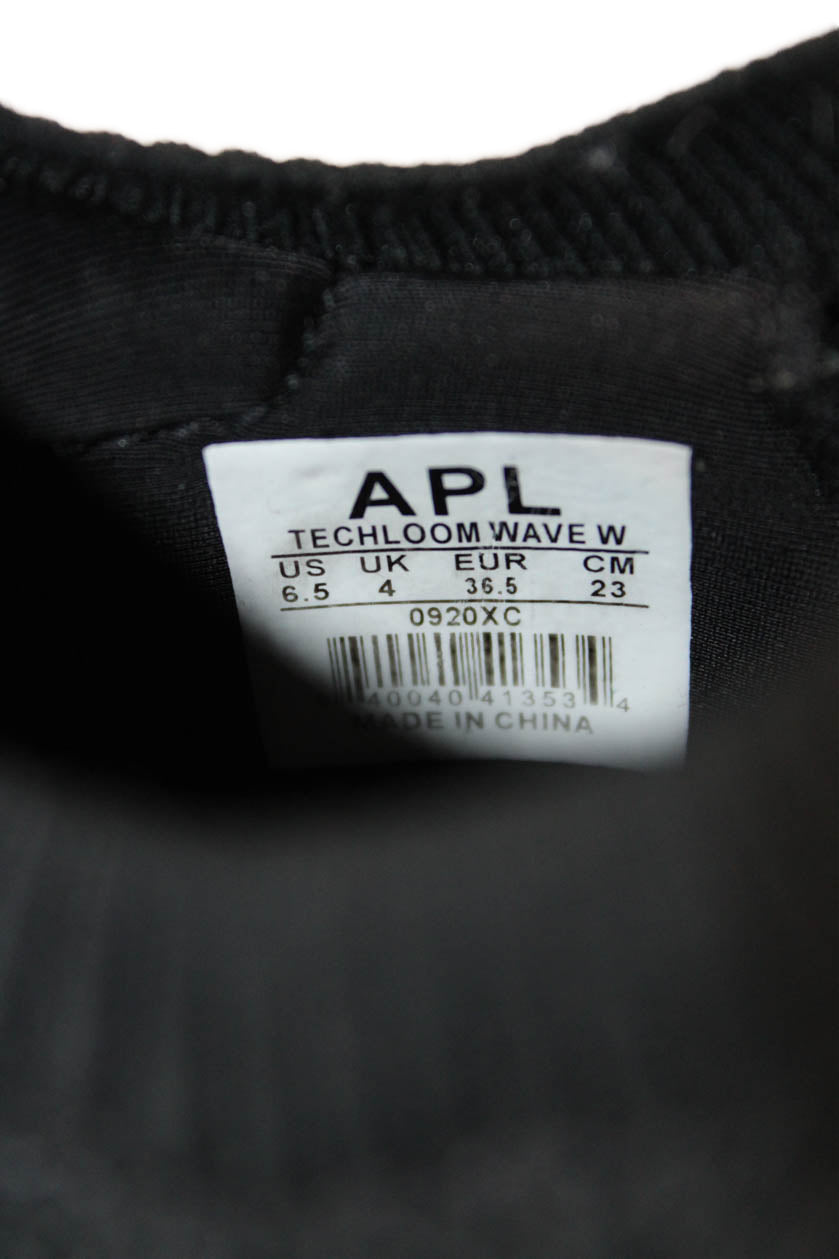 APL
TECHLOOM WAVE W
US UK EUR CM
6.5 4 36.5 23
0920XC
40040 41353 4
MADE IN CHINA